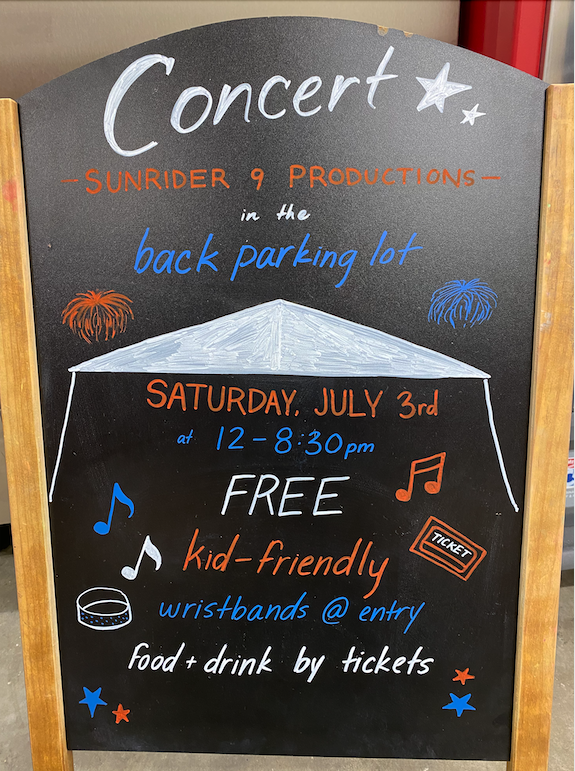 Concert
-SUNRIDER 9 PRODUCTIONS-
in the
back parking lot
SATURDAY, JULY 3rd
at 12-8:30pm
FREE
kid-friendly
TICKET
wristbands @ entry
food + drink by tickets